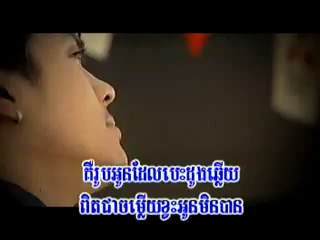 គឺរូបអូនដែលបេះដូងឆ្លើយ
ពិតជាចម្លើយខ្វះអូនមិនបាន